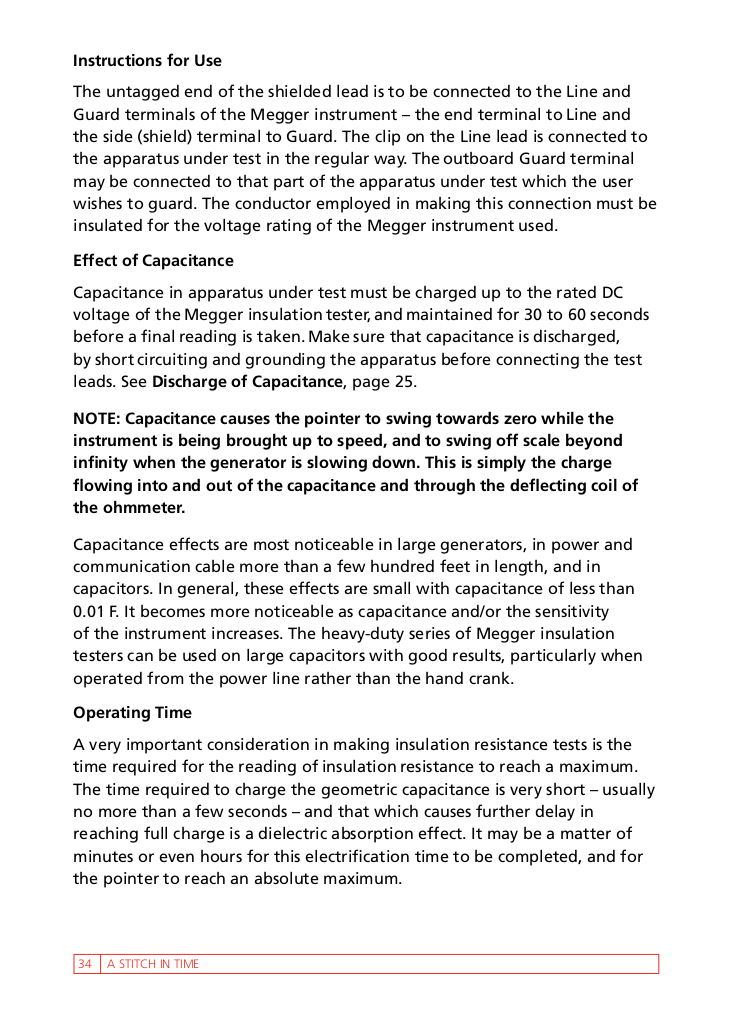 Instructions for Use
The untagged end of the shielded lead is to be connected to the Line and
Guard terminals of the Megger instrument – the end terminal to Line and
the side (shield) terminal to Guard. The clip on the Line lead is connected to
the apparatus under test in the regular way. The outboard Guard terminal
may be connected to that part of the apparatus under test which the user
wishes to guard. The conductor employed in making this connection must be
insulated for the voltage rating of the Megger instrument used.
Effect of Capacitance
Capacitance in apparatus under test must be charged up to the rated DC
voltage of the Megger insulation tester, and maintained for 30 to 60 seconds
before a final reading is taken. Make sure that capacitance is discharged,
by short circuiting and grounding the apparatus before connecting the test
leads. See Discharge of Capacitance, page 25.
NOTE: Capacitance causes the pointer to swing towards zero while the
instrument is being brought up to speed, and to swing off scale beyond
infinity when the generator is slowing down. This is simply the charge
flowing into and out of the capacitance and through the deflecting coil of
the ohmmeter.
Capacitance effects are most noticeable in large generators, in power and
communication cable more than a few hundred feet in length, and in
capacitors. In general, these effects are small with capacitance of less than
0.01 F. It becomes more noticeable as capacitance and/or the sensitivity
of the instrument increases. The heavy-duty series of Megger insulation
testers can be used on large capacitors with good results, particularly when
operated from the power line rather than the hand crank.
Operating Time
A very important consideration in making insulation resistance tests is the
time required for the reading of insulation resistance to reach a maximum.
The time required to charge the geometric capacitance is very short – usually
no more than a few seconds – and that which causes further delay in
reaching full charge is a dielectric absorption effect. It may be a matter of
minutes or even hours for this electrification time to be completed, and for
the pointer to reach an absolute maximum.
34 A STITCH IN TIME